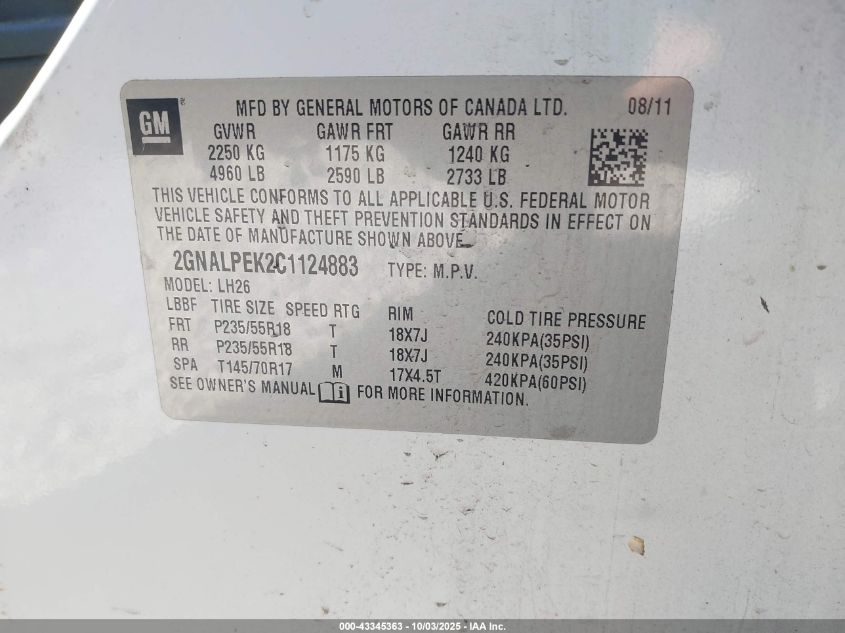 GM
®
MFD BY GENERAL MOTORS OF CANADA LTD. 08/11
GVWR GAWR FRT GAWR RR
2250 KG 1175 KG 1240 KG
4960 LB 2590 LB 2733 LB
THIS VEHICLE CONFORMS TO ALL APPLICABLE U.S. FEDERAL MOTOR
VEHICLE SAFETY AND THEFT PREVENTION STANDARDS IN EFFECT ON
THE DATE OF MANUFACTURE SHOWN ABOVE.
2GNALPEK2C1124883 TYPE: M.P.V.
MODEL: LH26
LBBF TIRE SIZE SPEED RTG RIM COLD TIRE PRESSURE
FRT P235/55R18 T 18X7J 240KPA(35PSI)
RR P235/55R18 T 18X7J 240KPA(35PSI)
SPA T145/70R17 M 17X4.5T 420KPA(60PSI)
SEE OWNER'S MANUAL i FOR MORE INFORMATION.
000-43345363 - 10/03/2025 - IAA Inc.